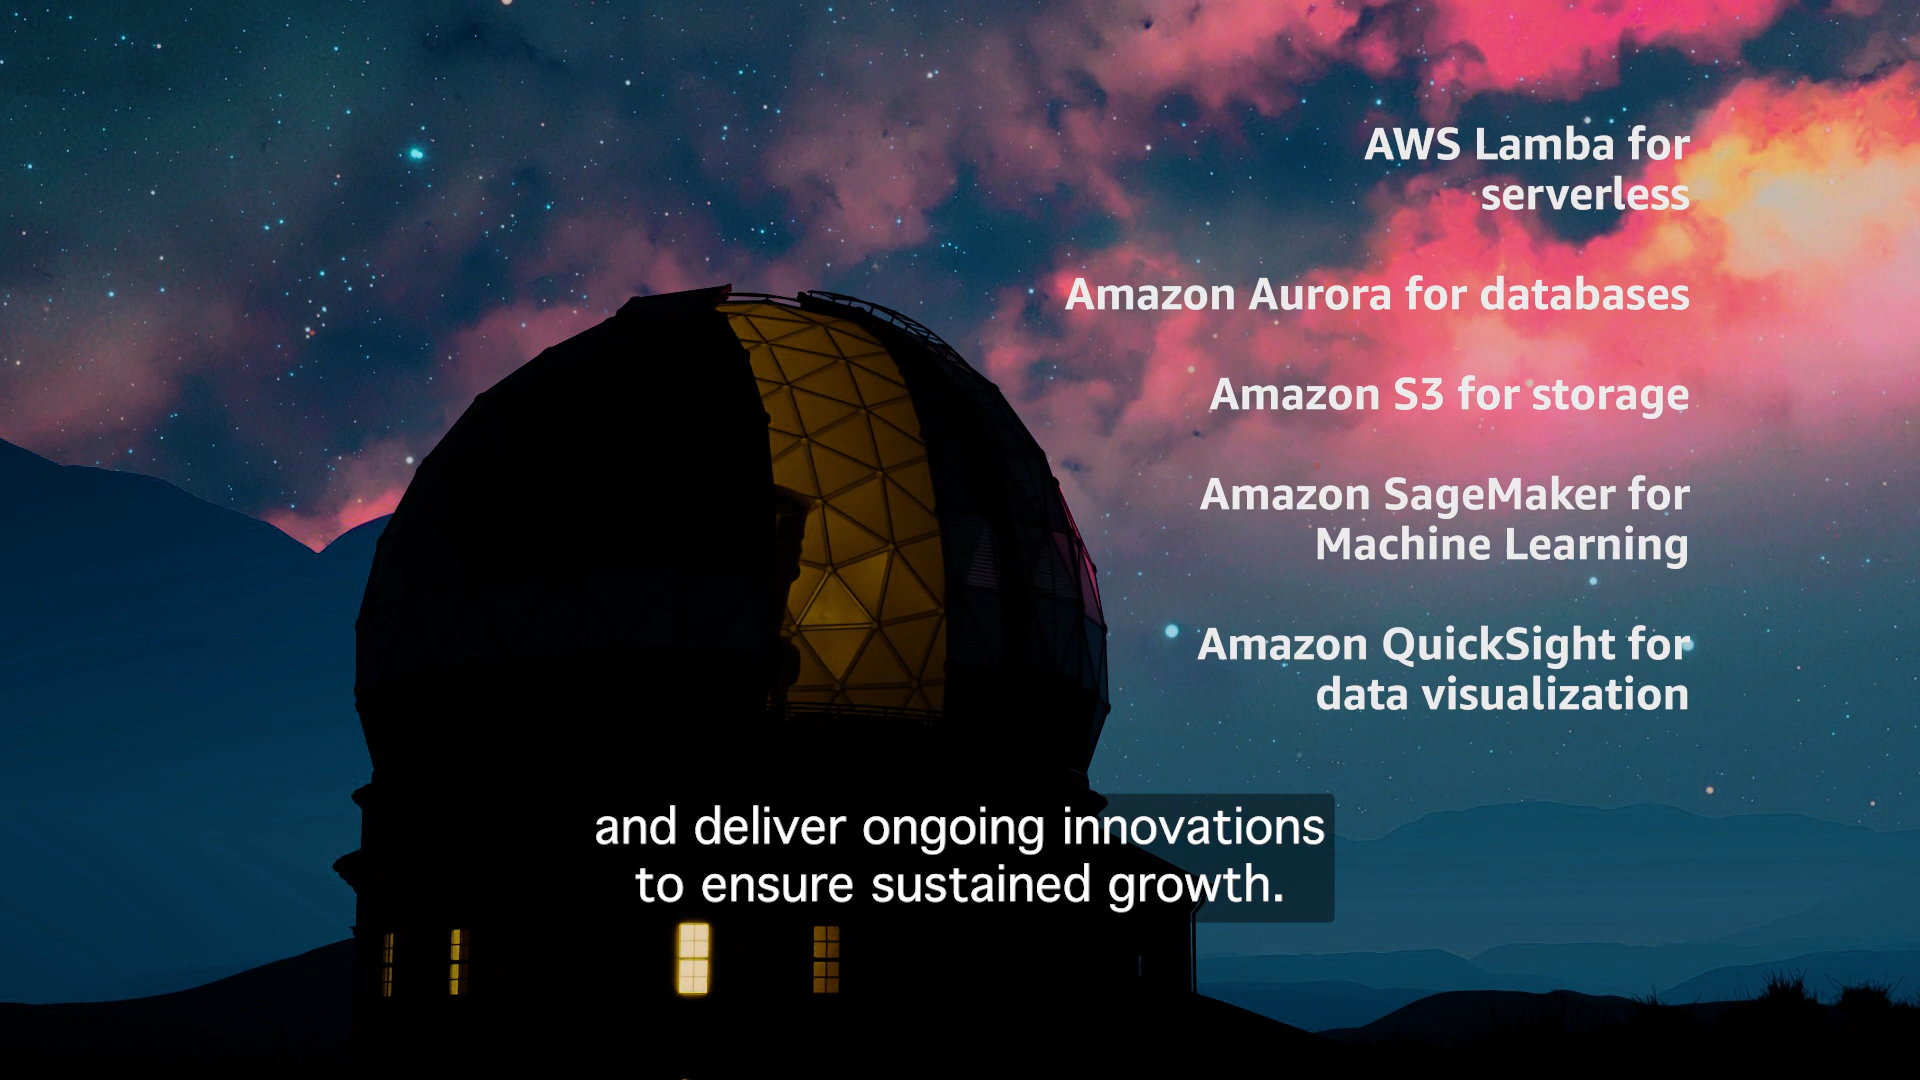 AWS Lamba for
serverless
Amazon Aurora for databases
Amazon S3 for storage
Amazon SageMaker for
Machine Learning
Amazon QuickSight for
data visualization
and deliver ongoing innovations
to ensure sustained growth.